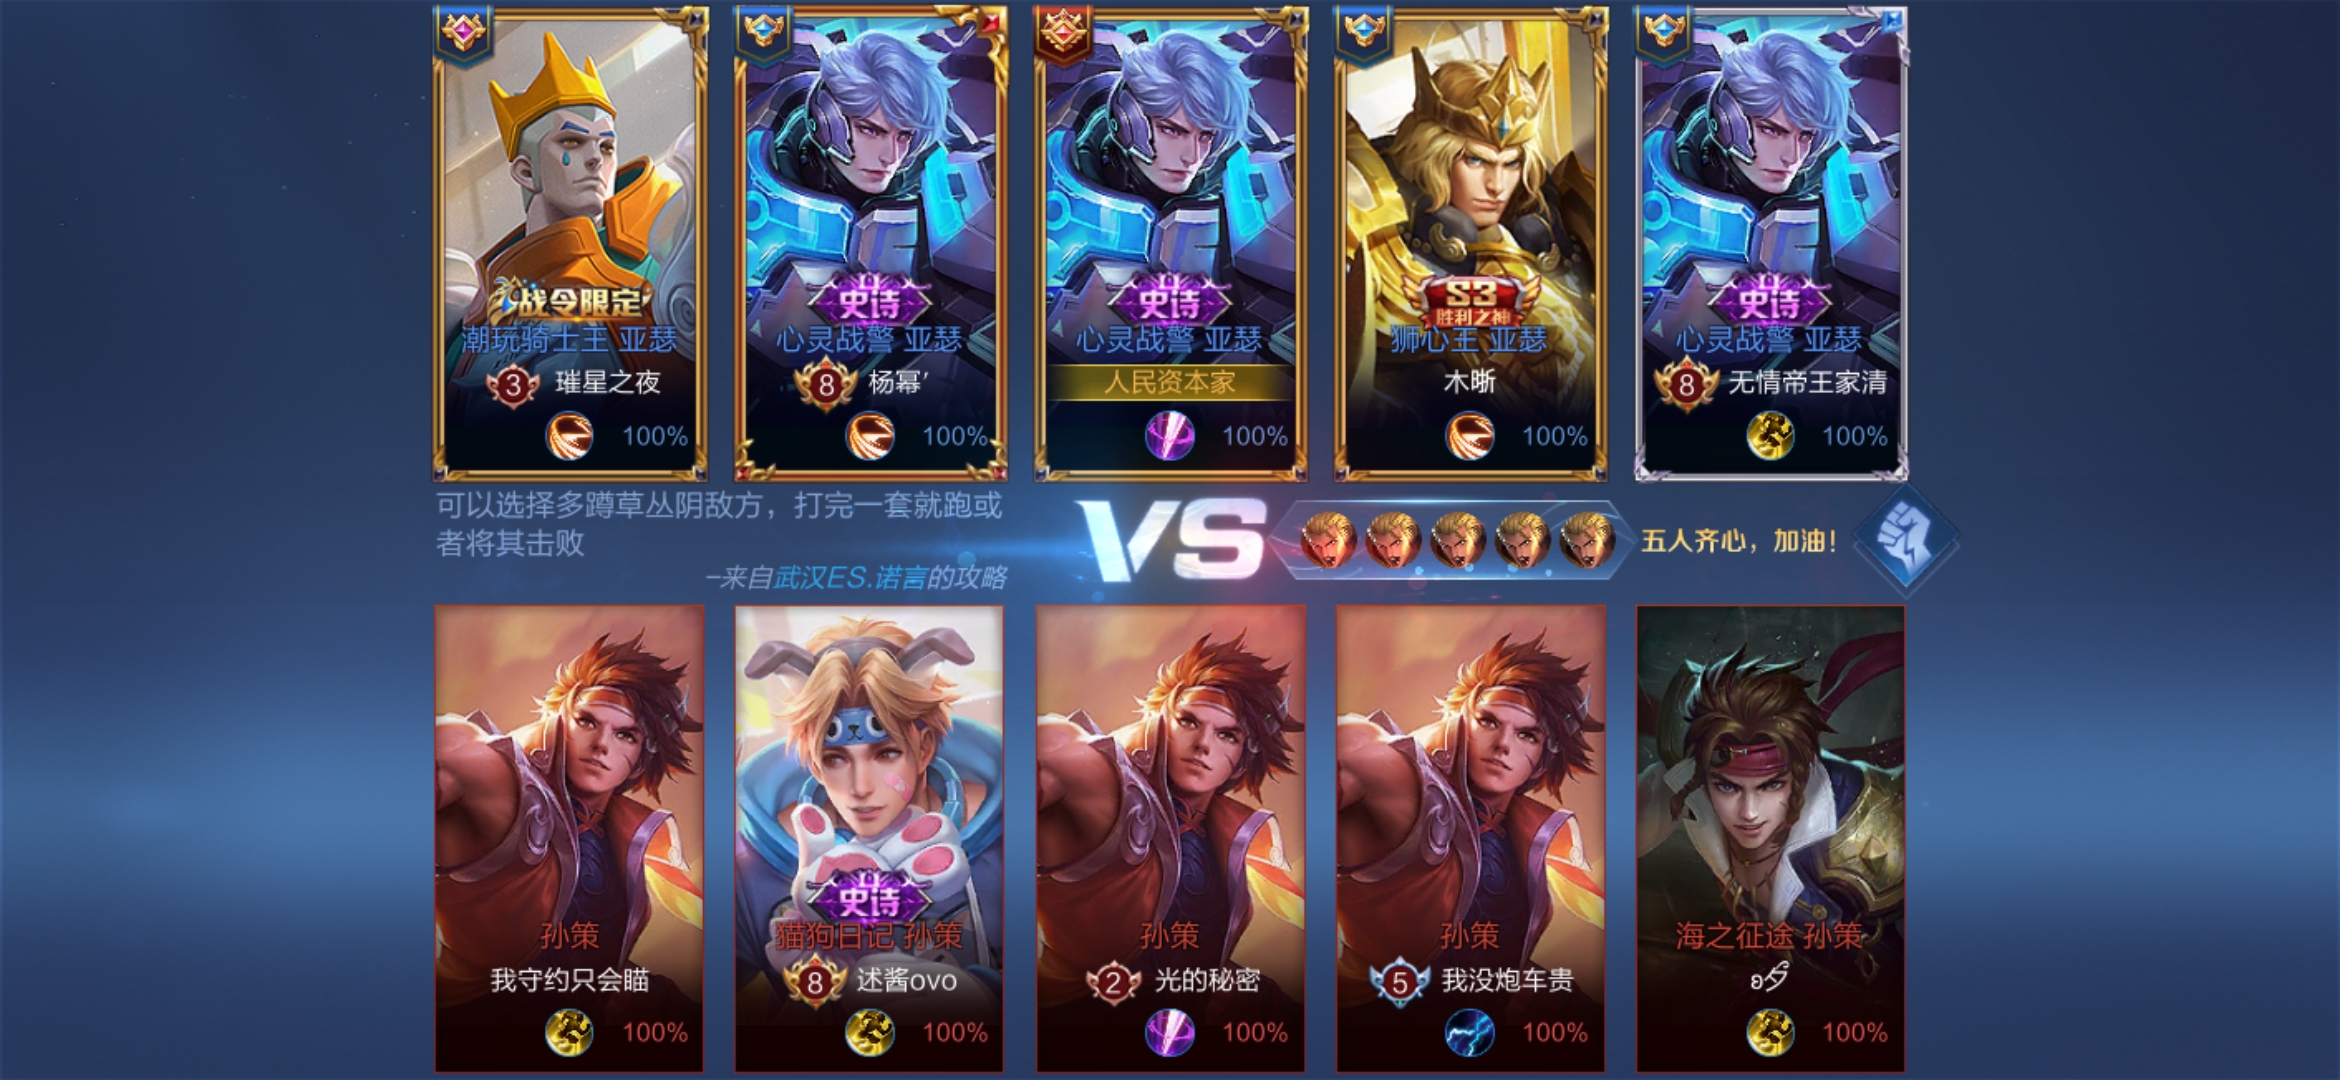 战令限定
潮玩骑士王 亚瑟
3 璀星之夜
100%
史诗
心灵战警 亚瑟
8 杨幂′
100%
史诗
心灵战警 亚瑟
人民资本家
100%
S3
胜利之神
狮心王 亚瑟
木晰
100%
史诗
心灵战警 亚瑟
8 无情帝王家清
100%
可以选择多蹲草丛阴敌方，打完一套就跑或
者将其击败
–来自武汉ES.诺言的攻略
VS
五人齐心，加油！
孙策
我守约只会瞄
100%
史诗
猫狗日记 孙策
8 述酱ovo
100%
孙策
2 光的秘密
100%
孙策
5 我没炮车贵
100%
海之征途 孙策
100%